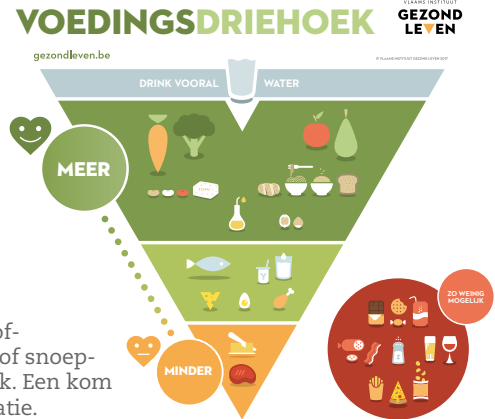 VLAAMS INSTITUUT
VOEDINGSDRIEHOEK
GEZOND
LEVEN
gezondleven.be
© VLAAMS INSTITUUT GEZOND LEVEN 2017
DRINK VOORAL WATER
MEER
ZO WEINIG
MOGELIJK
MINDER
of-
of snoep-
k. Een kom
atie.